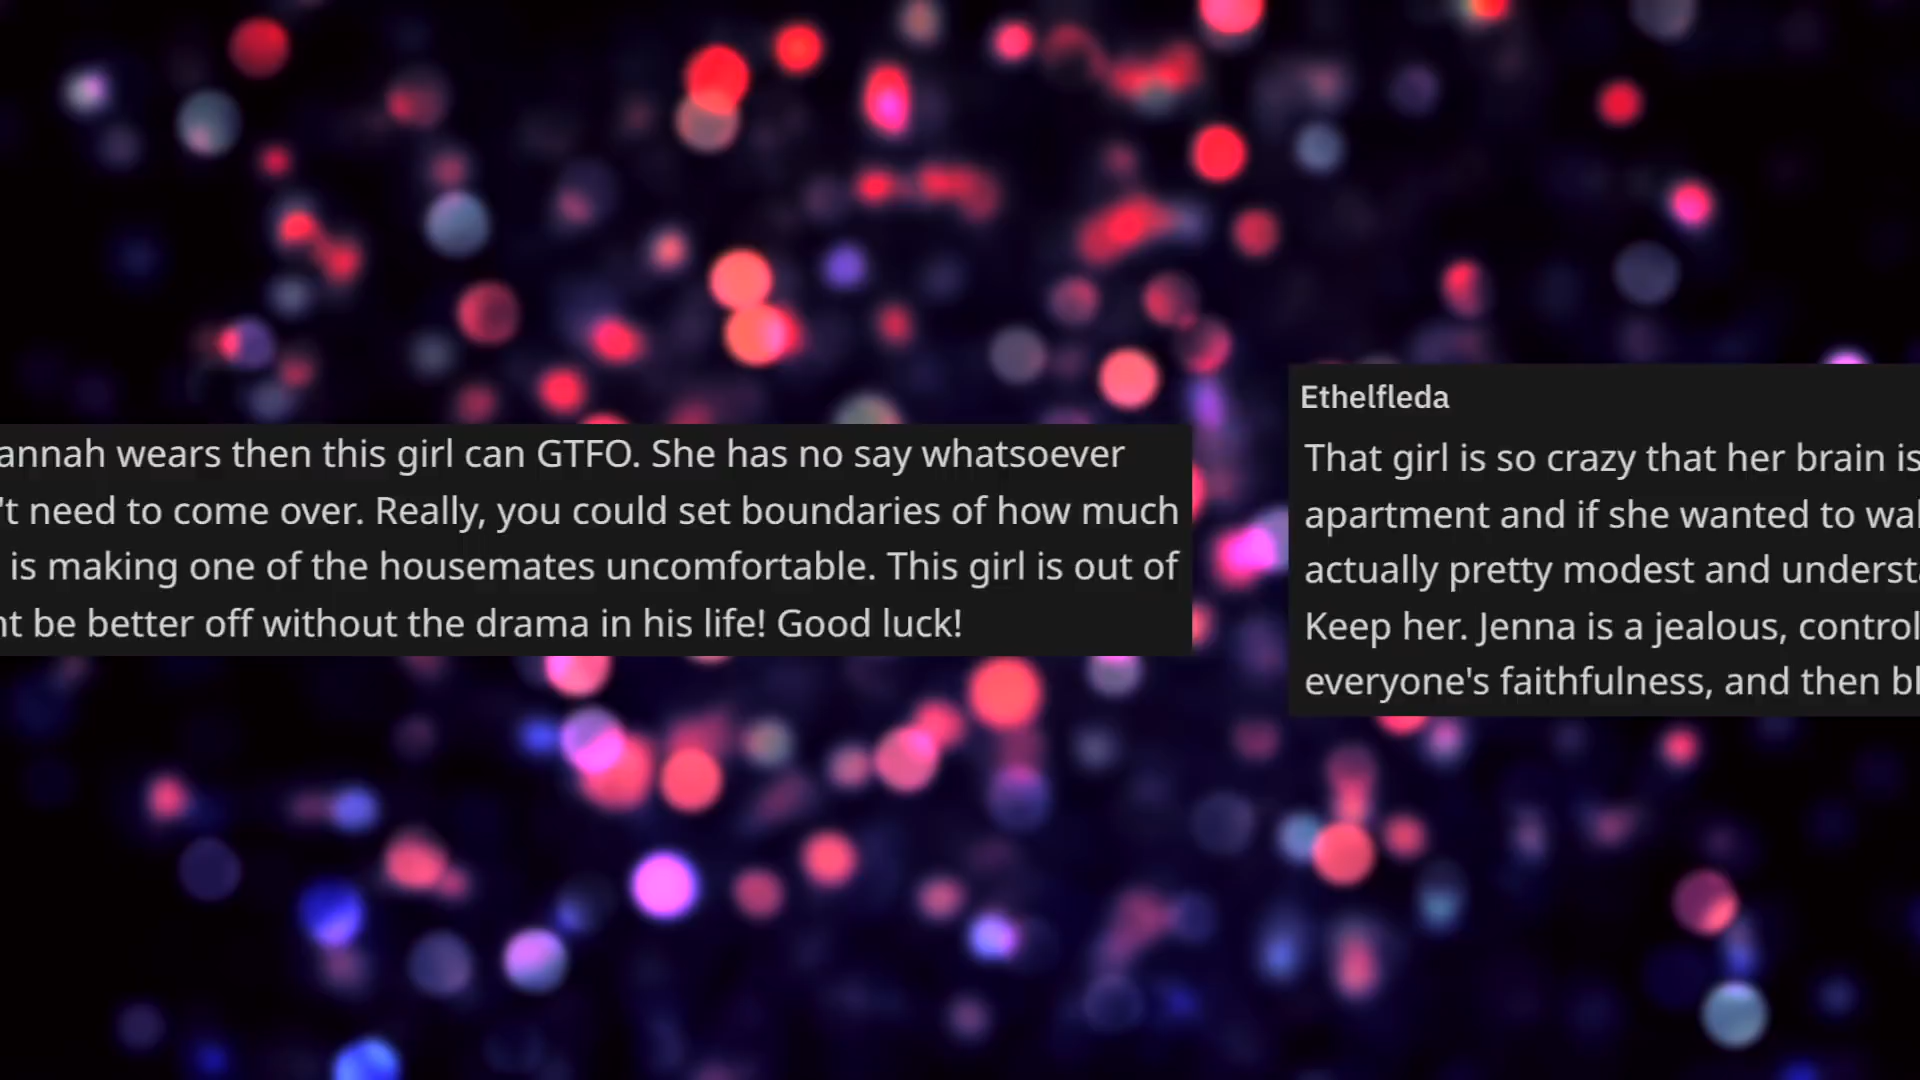 annah wears then this girl can GTFO. She has no say whatsoever
't need to come over. Really, you could set boundaries of how much
is making one of the housemates uncomfortable. This girl is out of
nt be better off without the drama in his life! Good luck!
Ethelfleda
That girl is so crazy that her brain is
apartment and if she wanted to wal
actually pretty modest and understa
Keep her. Jenna is a jealous, control
everyone's faithfulness, and then bl